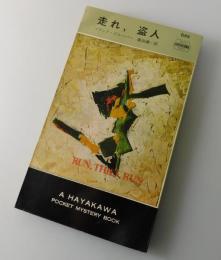 走れ、盗人
RUN, THIEF, RUN
A HAYAKAWA
POCKET MYSTERY BOOK